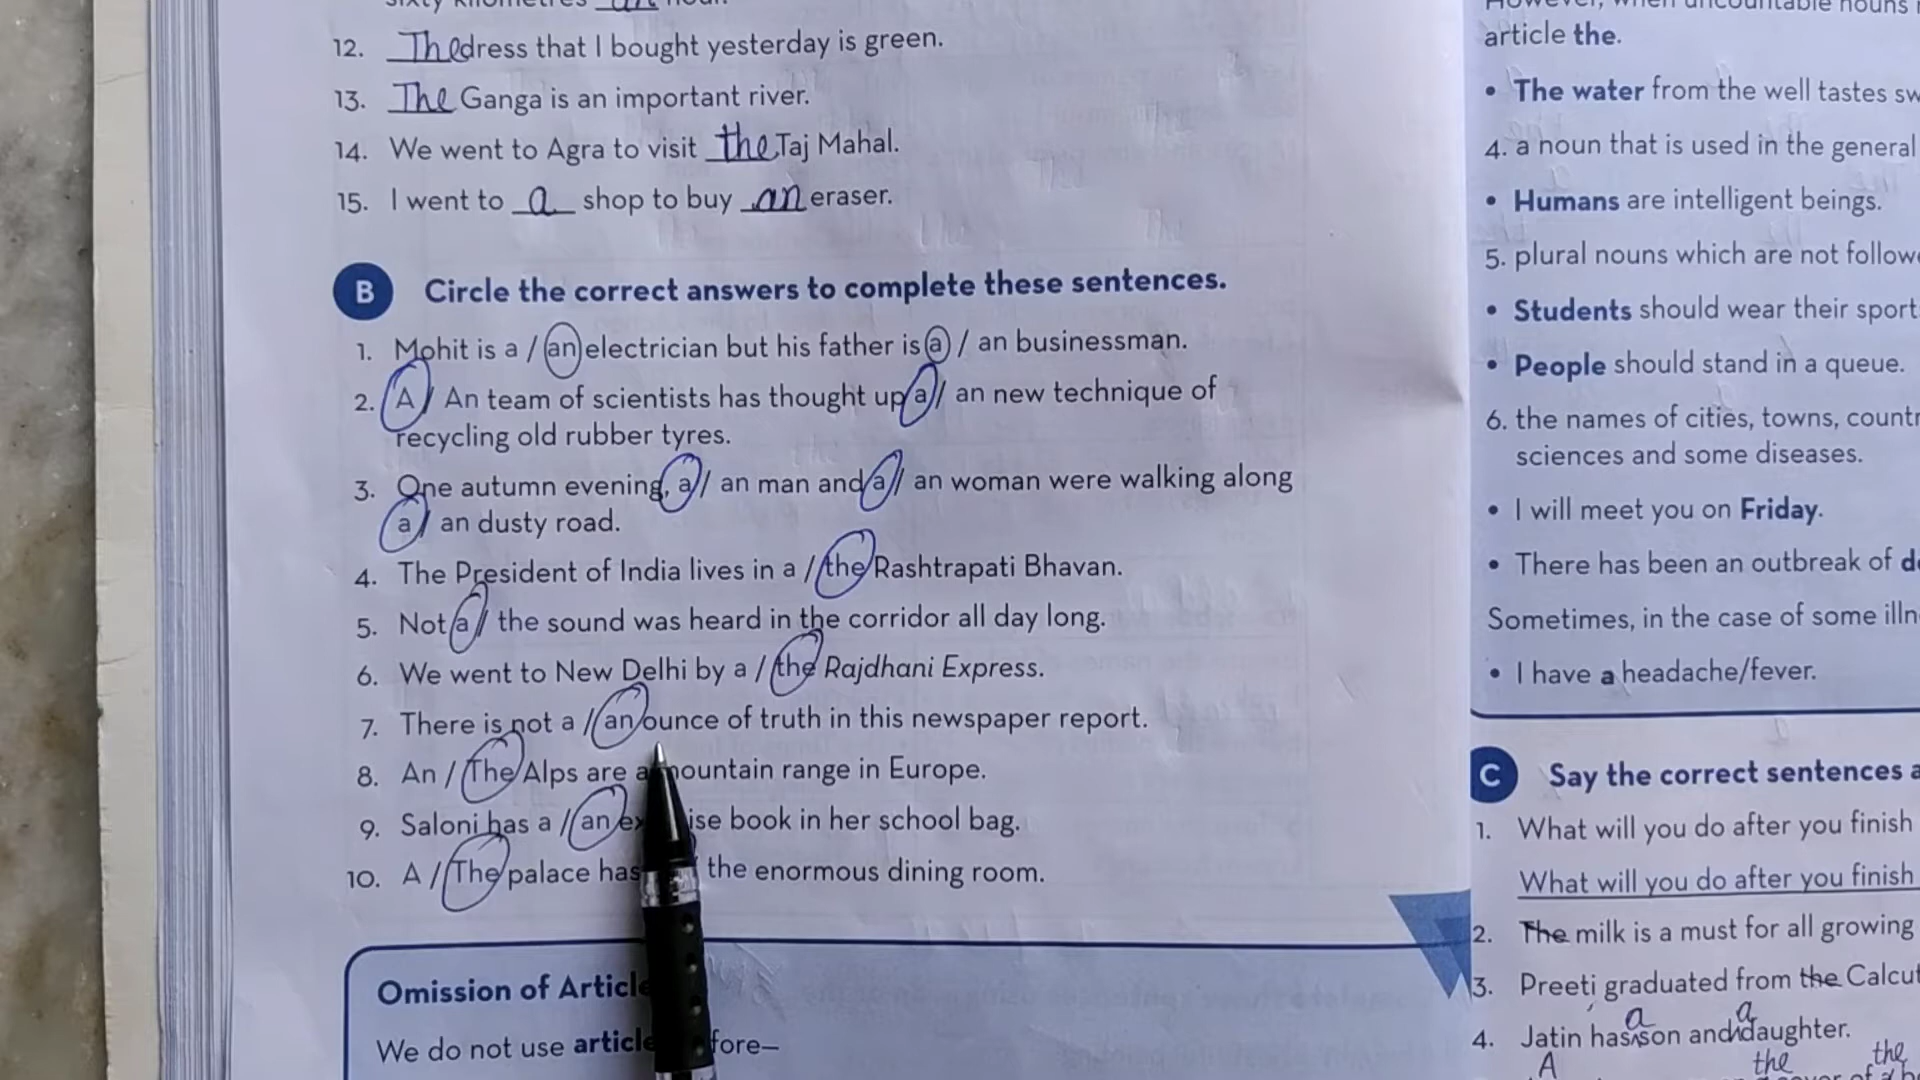 sixty kilometres an hour.
12. The dress that I bought yesterday is green.
13. The Ganga is an important river.
14. We went to Agra to visit the Taj Mahal.
15. I went to a shop to buy an eraser.
B Circle the correct answers to complete these sentences.
1. Mohit is a / an electrician but his father is a / an businessman.
2. A / An team of scientists has thought up a / an new technique of
recycling old rubber tyres.
3. One autumn evening, a / an man and a / an woman were walking along
a / an dusty road.
4. The President of India lives in a / the Rashtrapati Bhavan.
5. Not a / the sound was heard in the corridor all day long.
6. We went to New Delhi by a / the Rajdhani Express.
7. There is not a / an ounce of truth in this newspaper report.
8. An / The Alps are a mountain range in Europe.
9. Saloni has a / an exercise book in her school bag.
10. A / The palace has the enormous dining room.
Omission of Article
We do not use article fore–
However, when uncountable nouns
article the.
• The water from the well tastes sw
4. a noun that is used in the general
• Humans are intelligent beings.
5. plural nouns which are not followe
• Students should wear their sport
• People should stand in a queue.
6. the names of cities, towns, countr
sciences and some diseases.
• I will meet you on Friday.
• There has been an outbreak of d
Sometimes, in the case of some illn
• I have a headache/fever.
C Say the correct sentences a
1. What will you do after you finish
What will you do after you finish
2. The milk is a must for all growing
3. Preeti graduated from the Calcut
a a
4. Jatin has son and daughter.
A the the